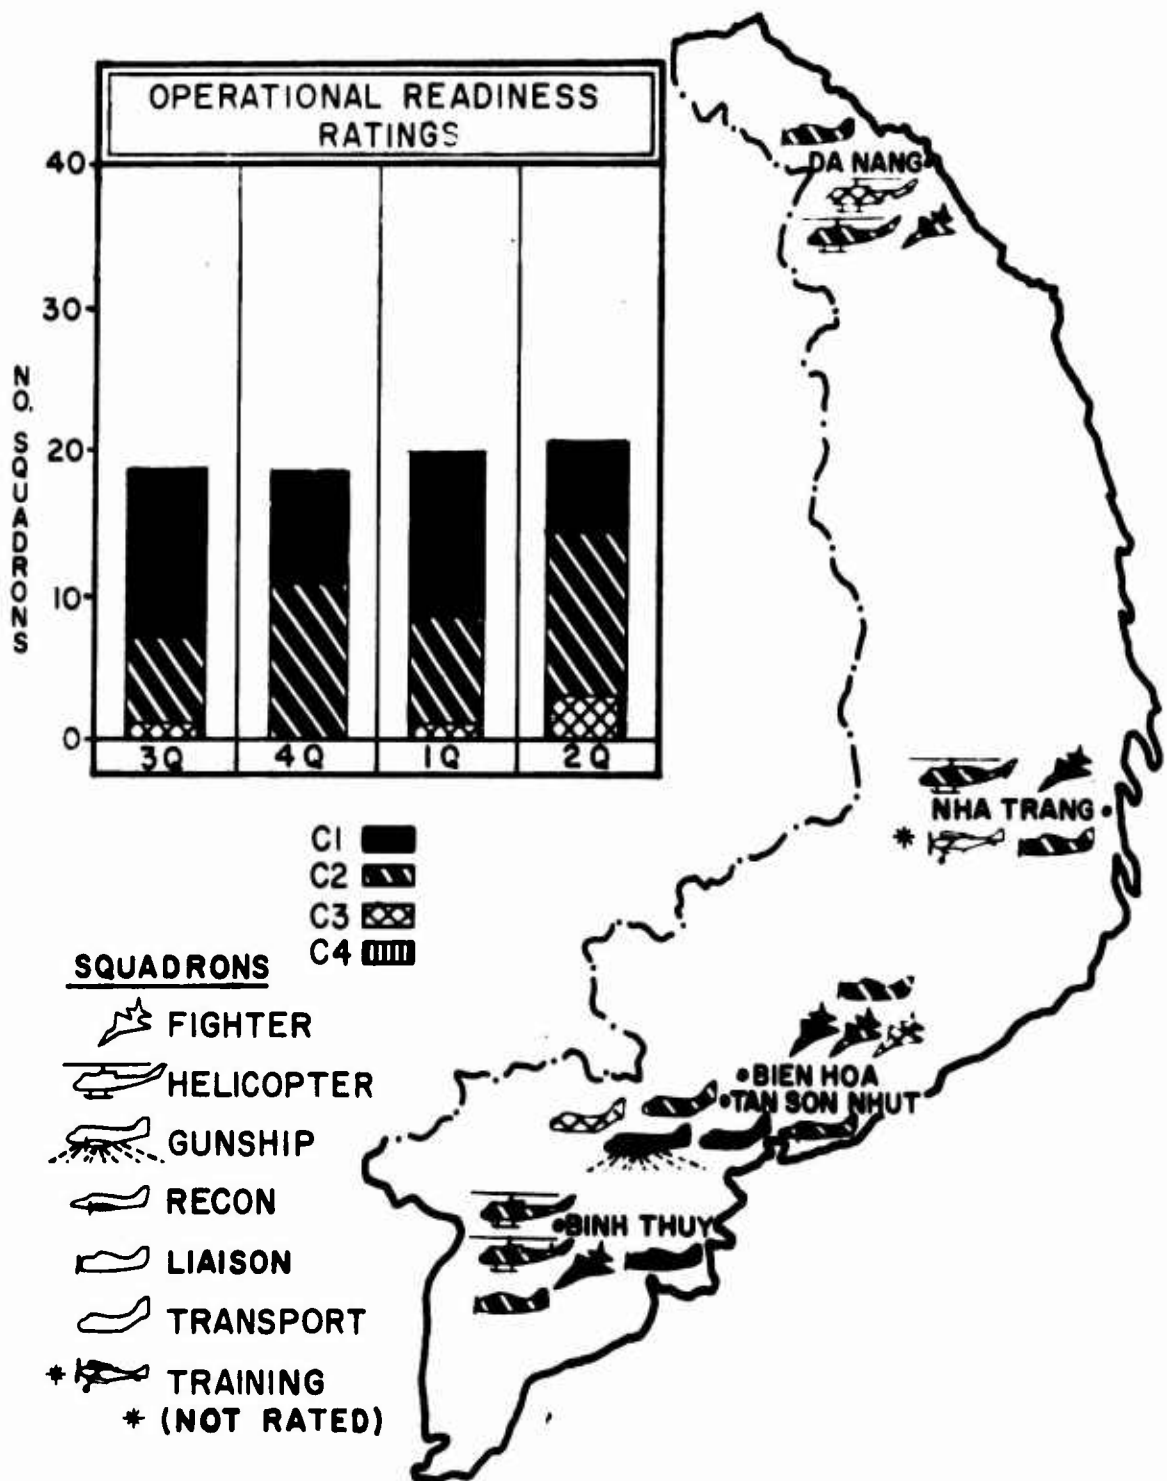 OPERATIONAL READINESS
RATINGS
40
30
20
10
0
NO. SQUADRONS
3Q 4Q 1Q 2Q
C1
C2
C3
C4
SQUADRONS
FIGHTER
HELICOPTER
GUNSHIP
RECON
LIAISON
TRANSPORT
* TRAINING
* (NOT RATED)
DA NANG
NHA TRANG
*
BIEN HOA
TAN SON NHUT
BINH THUY